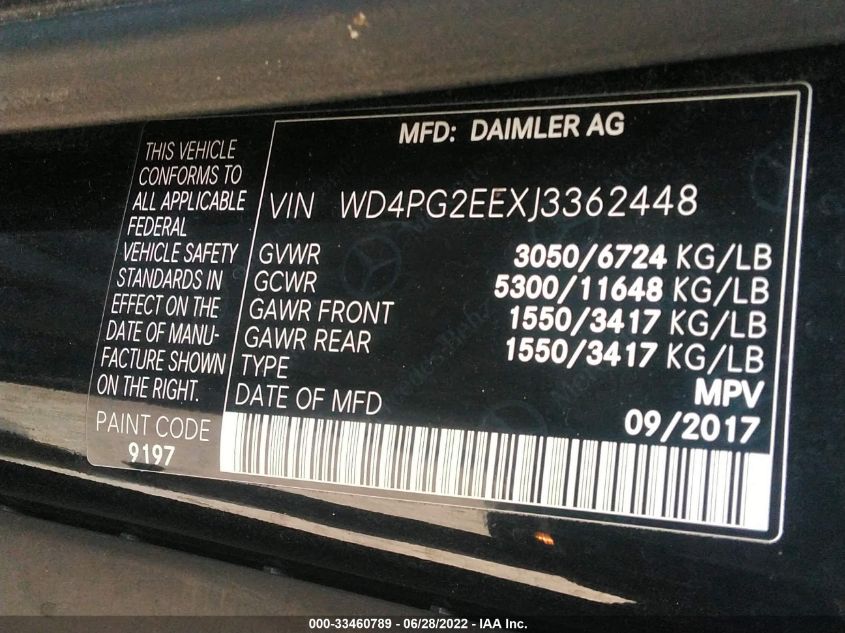 MFD: DAIMLER AG
THIS VEHICLE
CONFORMS TO
ALL APPLICABLE
FEDERAL
VEHICLE SAFETY
STANDARDS IN
EFFECT ON THE
DATE OF MANU-
FACTURE SHOWN
ON THE RIGHT.
PAINT CODE
9197
VIN WD4PG2EEXJ3362448
GVWR 3050/6724 KG/LB
GCWR 5300/11648 KG/LB
GAWR FRONT 1550/3417 KG/LB
GAWR REAR 1550/3417 KG/LB
TYPE MPV
DATE OF MFD 09/2017
000-33460789 - 06/28/2022 - IAA Inc.